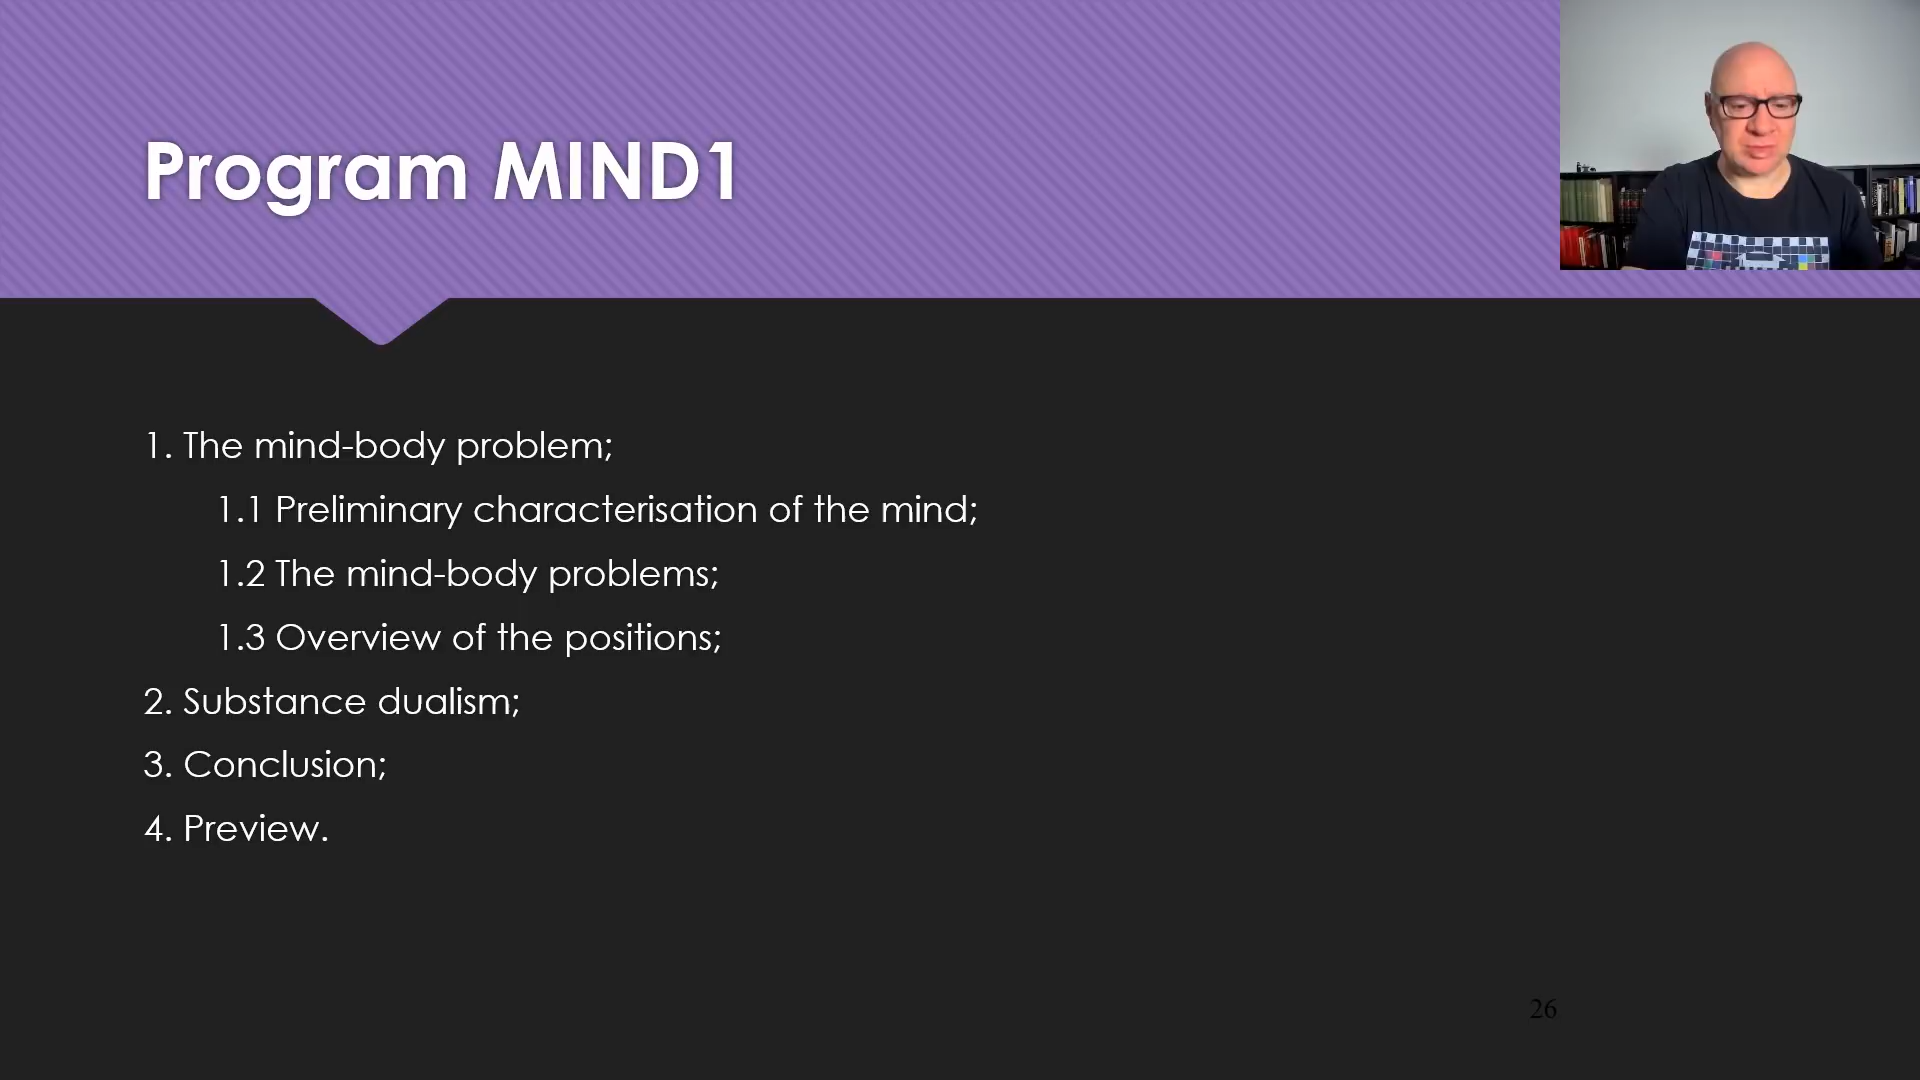 Program MIND1
1. The mind-body problem;
1.1 Preliminary characterisation of the mind;
1.2 The mind-body problems;
1.3 Overview of the positions;
2. Substance dualism;
3. Conclusion;
4. Preview.
26